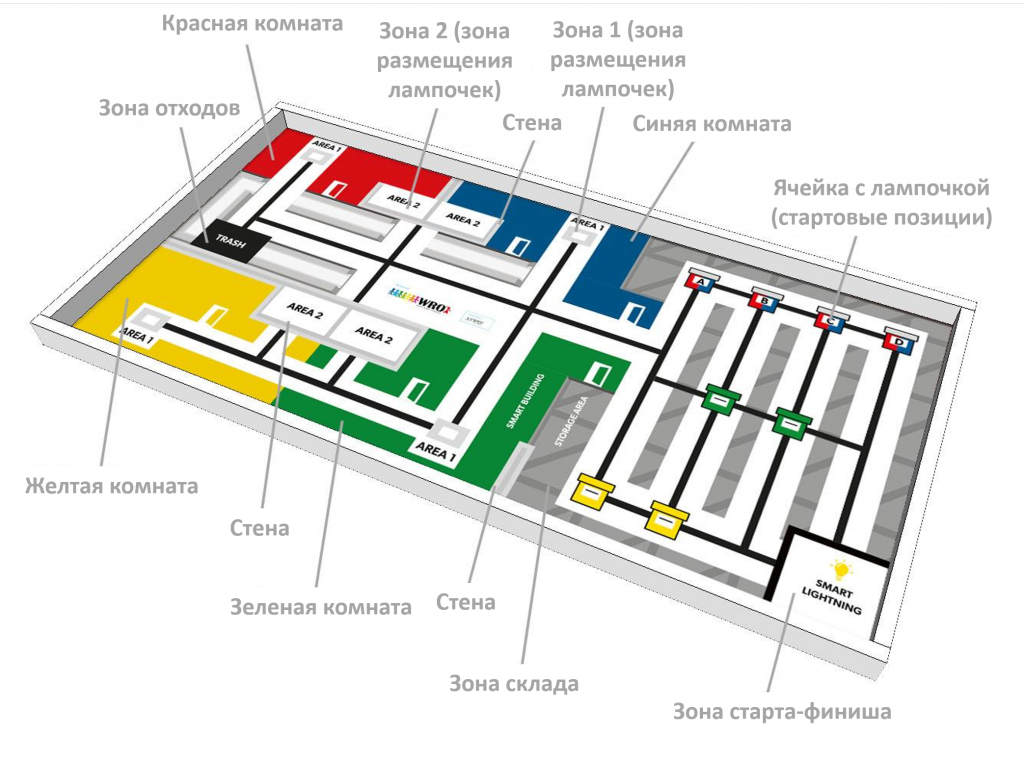 Красная комната
Зона 2 (зона
размещения
лампочек)
Зона 1 (зона
размещения
лампочек)
Зона отходов
Стена
Синяя комната
Ячейка с лампочкой
(стартовые позиции)
AREA 1
AREA 2
AREA 2
AREA 1
TRASH
A
B
C
D
WRO
AREA 2
AREA 2
AREA 1
AREA 1
SMART BUILDING
STORAGE AREA
SMART
LIGHTNING
Желтая комната
Стена
Зеленая комната
Стена
Зона склада
Зона старта-финиша